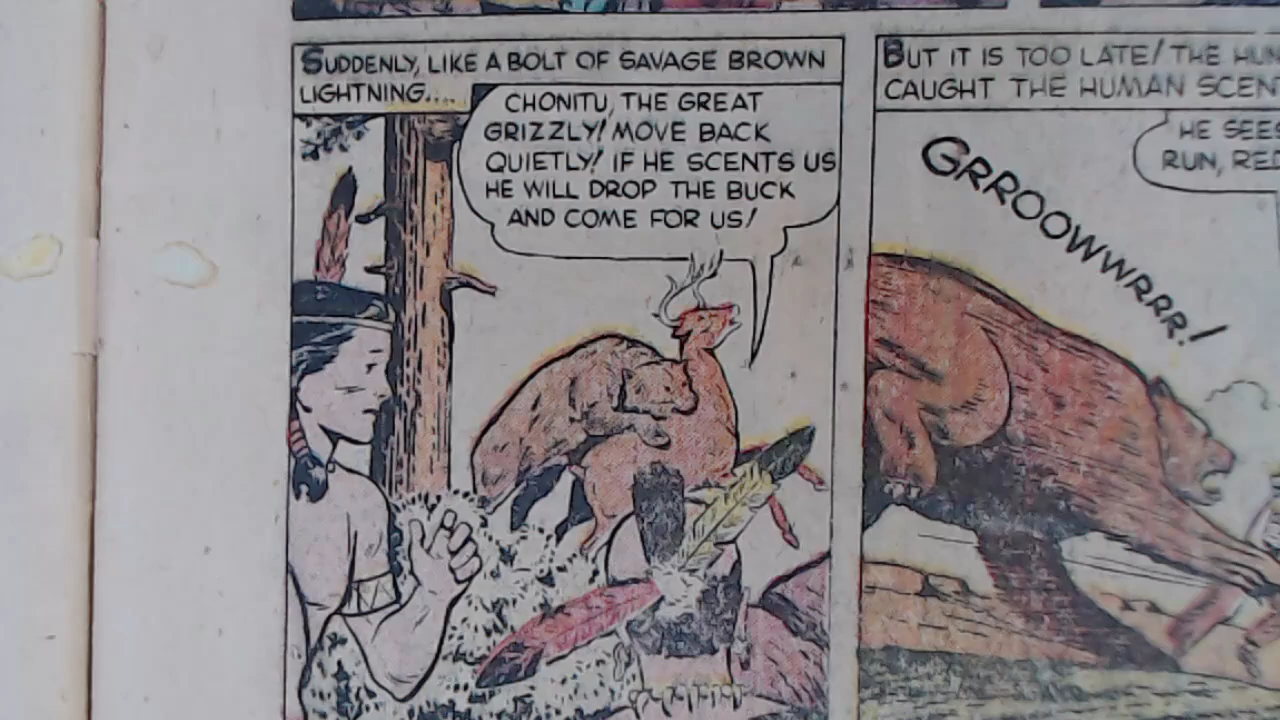 SUDDENLY, LIKE A BOLT OF SAVAGE BROWN
LIGHTNING....
CHONITU, THE GREAT
GRIZZLY! MOVE BACK
QUIETLY! IF HE SCENTS US
HE WILL DROP THE BUCK
AND COME FOR US!
BUT IT IS TOO LATE! THE
CAUGHT THE HUMAN
HE
RUN,
GRROOWWRRR!